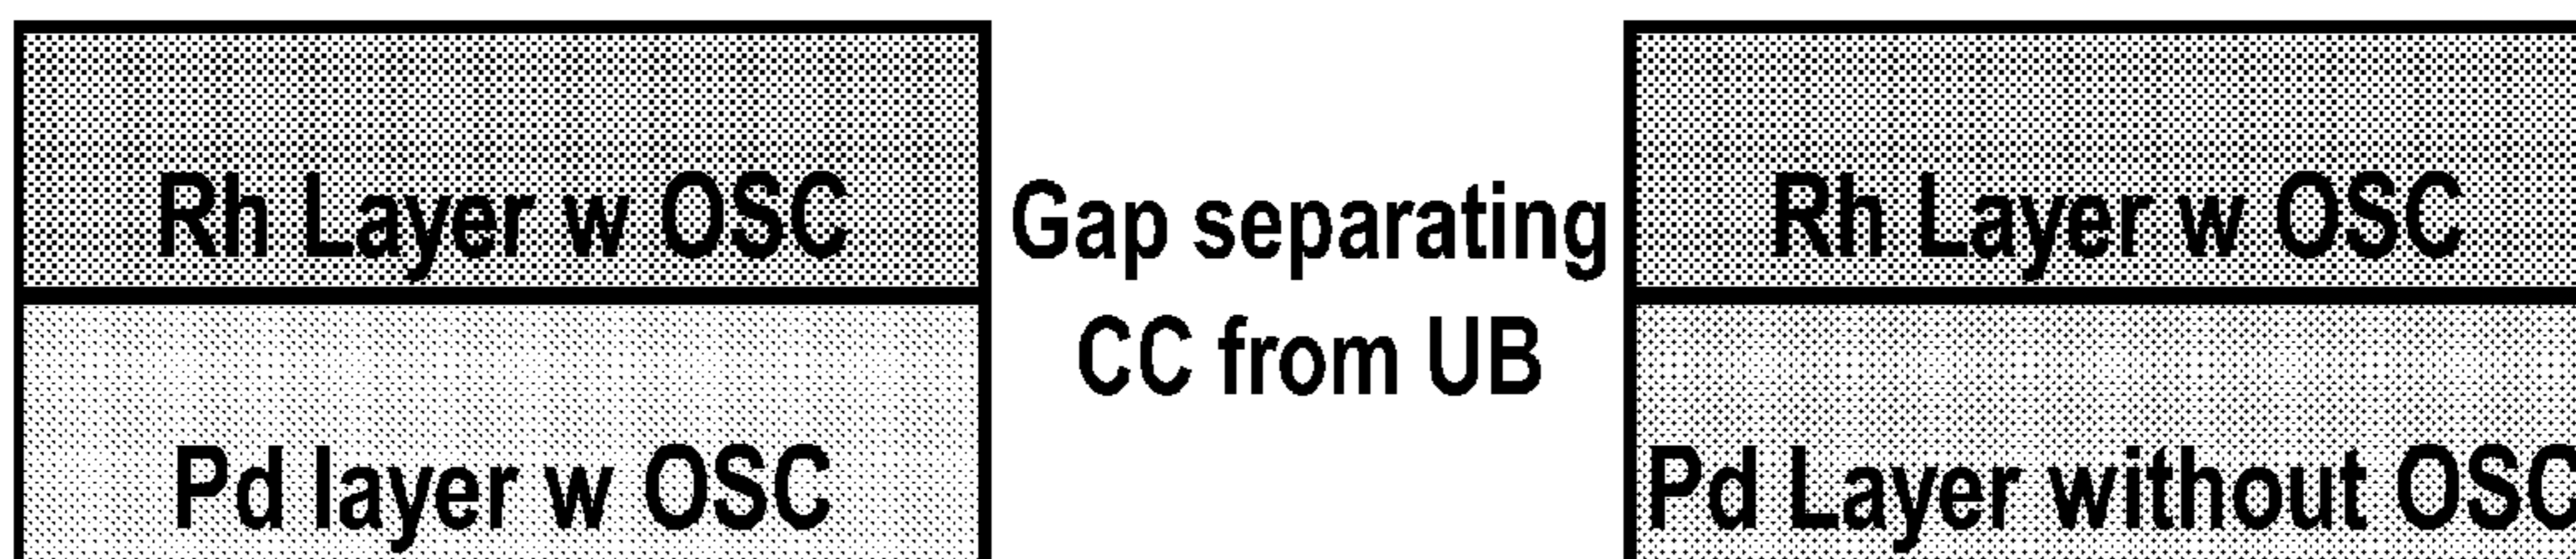 Rh Layer w OSC
Pd layer w OSC
Gap separating
CC from UB
Rh Layer w OSC
Pd Layer without OSC